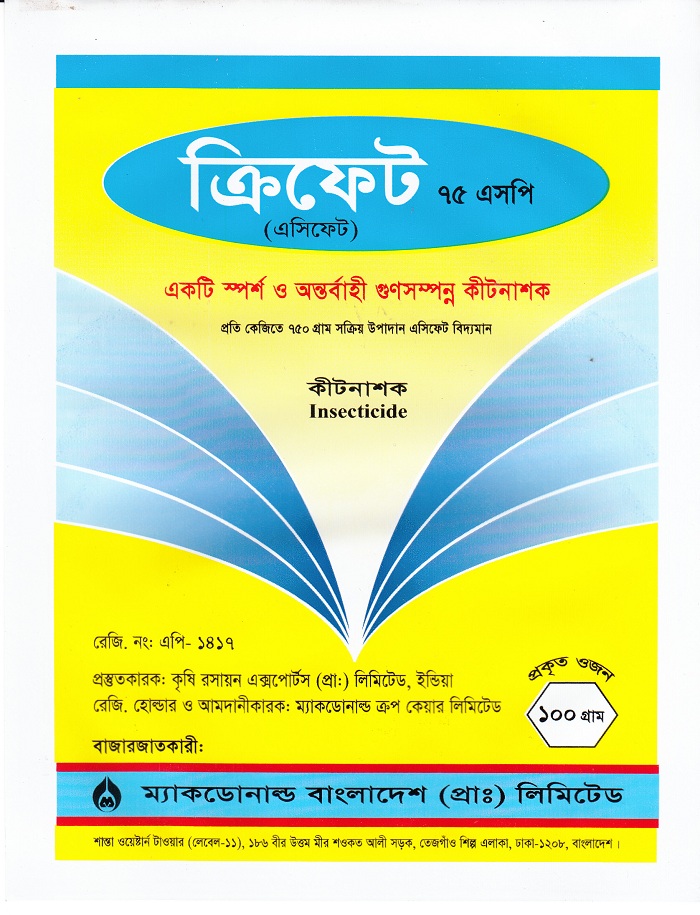 ক্রিফেট ৭৫ এসপি
(এসিফেট)
একটি স্পর্শ ও অন্তর্বাহী গুণসম্পন্ন কীটনাশক
প্রতি কেজিতে ৭৫০ গ্রাম সক্রিয় উপাদান এসিফেট বিদ্যমান
কীটনাশক
Insecticide
রেজি. নং: এপি- ১৪১৭
প্রস্তুতকারক: কৃষি রসায়ন এক্সপোর্টস (প্রা:) লিমিটেড, ইন্ডিয়া
রেজি. হোল্ডার ও আমদানীকারক: ম্যাকডোনাল্ড ক্রপ কেয়ার লিমিটেড
প্রকৃত ওজন
১০০ গ্রাম
বাজারজাতকারী:
ম্যাকডোনাল্ড বাংলাদেশ (প্রাঃ) লিমিটেড
শান্তা ওয়েষ্টার্ন টাওয়ার (লেবেল-১১), ১৮৬ বীর উত্তম মীর শওকত আলী সড়ক, তেজগাঁও শিল্প এলাকা, ঢাকা-১২০৮, বাংলাদেশ।